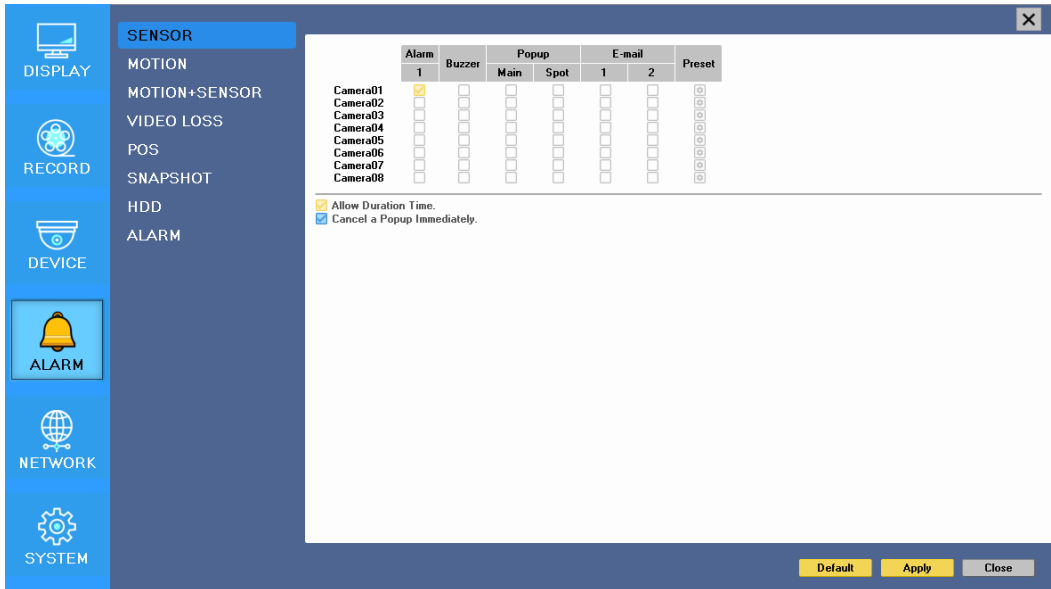 DISPLAY
RECORD
DEVICE
ALARM
NETWORK
SYSTEM
SENSOR
MOTION
MOTION+SENSOR
VIDEO LOSS
POS
SNAPSHOT
HDD
ALARM
Alarm Buzzer Popup E-mail Preset
1 Main Spot 1 2
Camera01
Camera02
Camera03
Camera04
Camera05
Camera06
Camera07
Camera08
Allow Duration Time.
Cancel a Popup Immediately.
Default Apply Close